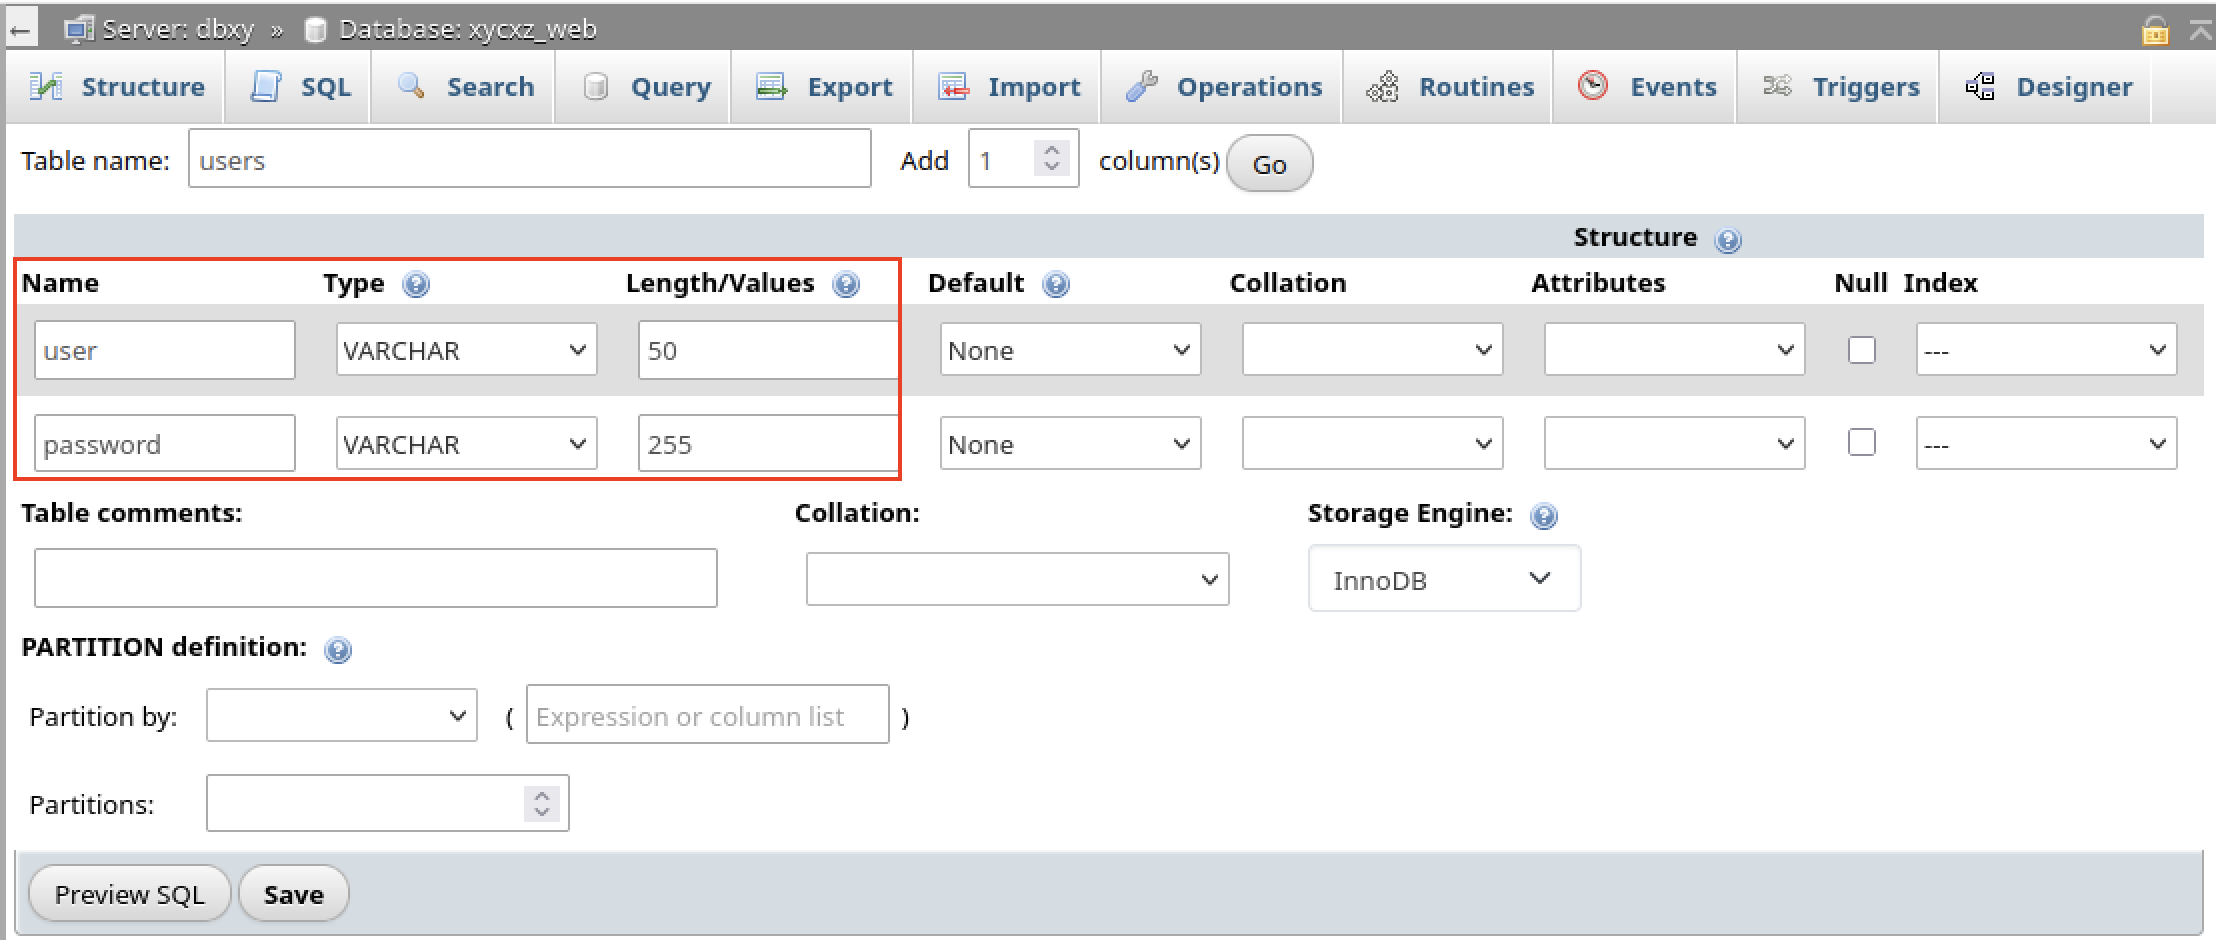 ← Server: dbxy » Database: xycxz_web
Structure SQL Search Query Export Import Operations Routines Events Triggers Designer
Table name: users Add 1 column(s) Go
Structure
Name Type Length/Values Default Collation Attributes Null Index
user VARCHAR 50 None ---
password VARCHAR 255 None ---
Table comments: Collation: Storage Engine:
InnoDB
PARTITION definition:
Partition by: ( Expression or column list )
Partitions:
Preview SQL Save